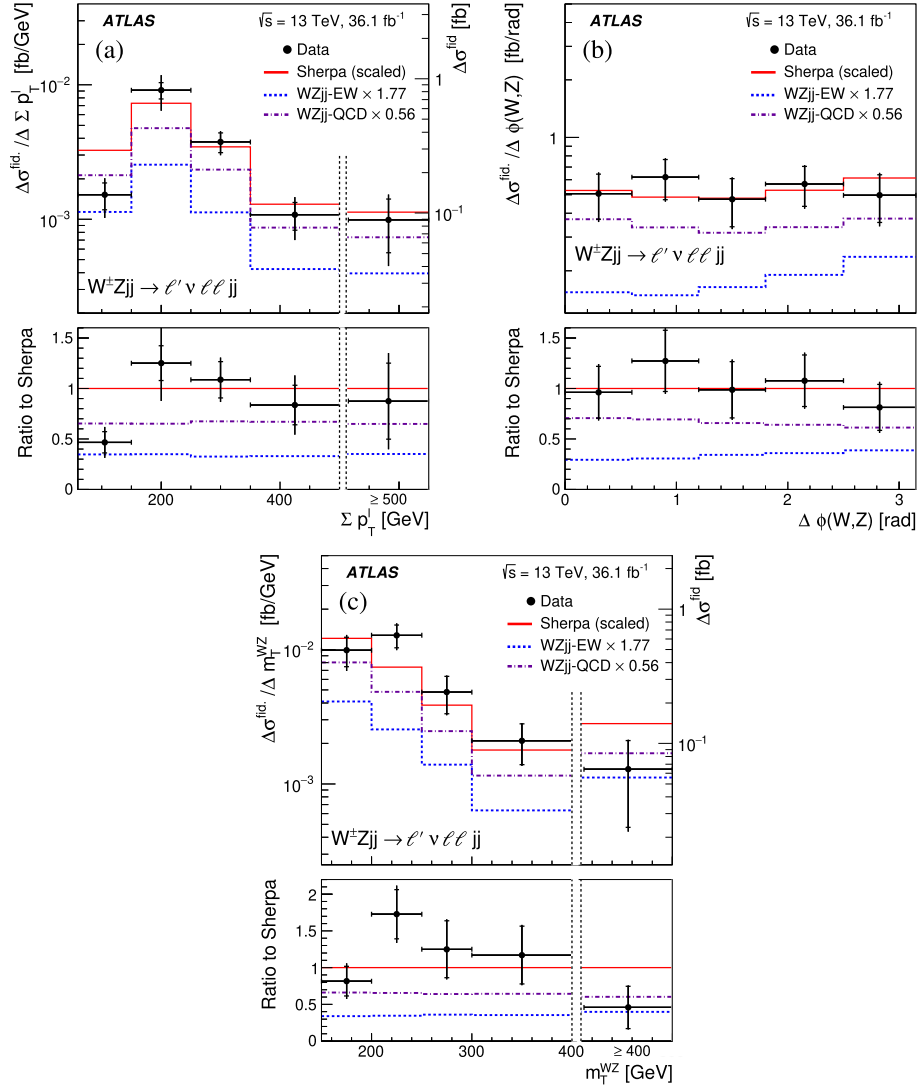 ATLAS
√s = 13 TeV, 36.1 fb⁻¹
(a)
Data
Sherpa (scaled)
WZjj-EW × 1.77
WZjj-QCD × 0.56
Δσ^fid. / Δ Σ p_T^l [fb/GeV]
Δσ^fid [fb]
10⁻²
10⁻³
1
10⁻¹
W^±Zjj → ℓ′ ν ℓℓ jj
Ratio to Sherpa
1.5
1
0.5
0
200
400
≥ 500
Σ p_T^l [GeV]
ATLAS
√s = 13 TeV, 36.1 fb⁻¹
(b)
Data
Sherpa (scaled)
WZjj-EW × 1.77
WZjj-QCD × 0.56
Δσ^fid. / Δ ϕ(W,Z) [fb/rad]
1
W^±Zjj → ℓ′ ν ℓℓ jj
Ratio to Sherpa
1.5
1
0.5
0
0
1
2
3
Δ ϕ(W,Z) [rad]
ATLAS
√s = 13 TeV, 36.1 fb⁻¹
(c)
Data
Sherpa (scaled)
WZjj-EW × 1.77
WZjj-QCD × 0.56
Δσ^fid. / Δ m_T^WZ [fb/GeV]
Δσ^fid [fb]
10⁻²
10⁻³
1
10⁻¹
W^±Zjj → ℓ′ ν ℓℓ jj
Ratio to Sherpa
2
1.5
1
0.5
0
200
300
400
≥ 400
m_T^WZ [GeV]